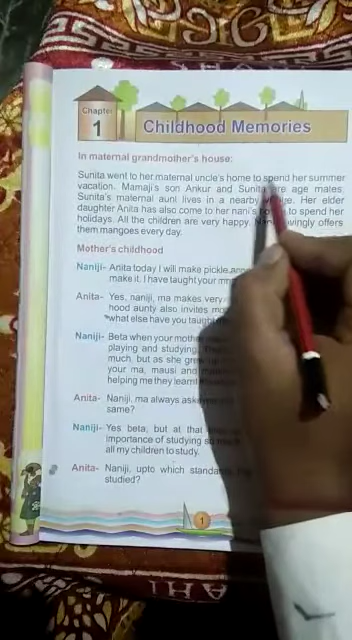 Chapter
1
Childhood Memories
In maternal grandmother's house:
Sunita went to her maternal uncle's home to spend her summer
vacation. Mamaji's son Ankur and Sunita are age mates.
Sunita's maternal aunt lives in a nearby Her elder
daughter Anita has also come to her nani's to spend her
holidays. All the children are very happy. lovingly offers
them mangoes every day.
Mother's childhood
Naniji- Anita today I will make pickle
make it. I have taught your
Anita- Yes, naniji, ma makes very
hood aunty also invites
what else have you taught
Naniji- Beta when your mother
playing and studying.
much, but as she
your ma, mausi and
helping me they learnt
Anita- Naniji, ma always asks
same?
Naniji- Yes beta, but at that
importance of studying
all my children to study.
Anita- Naniji, upto which standard
studied?
1